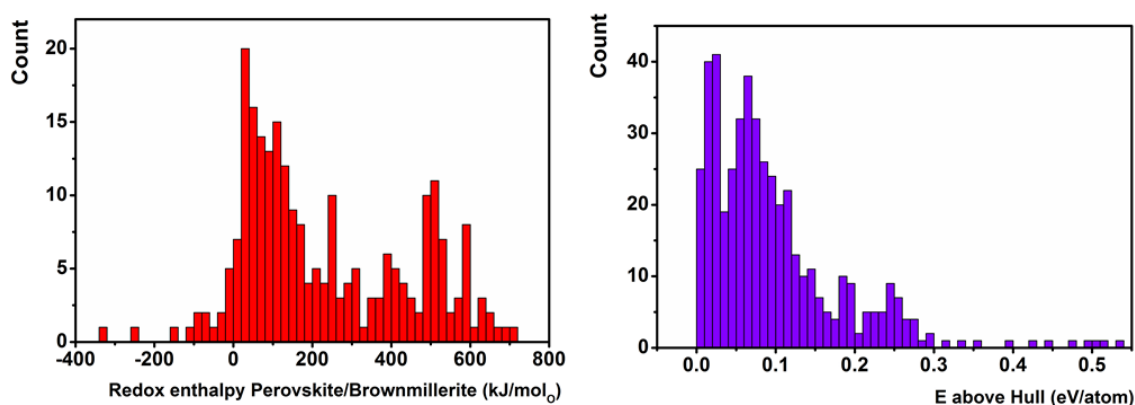 Count
20
15
10
5
0
-400 -200 0 200 400 600 800
Redox enthalpy Perovskite/Brownmillerite (kJ/molO)
Count
40
30
20
10
0
0.0 0.1 0.2 0.3 0.4 0.5
E above Hull (eV/atom)